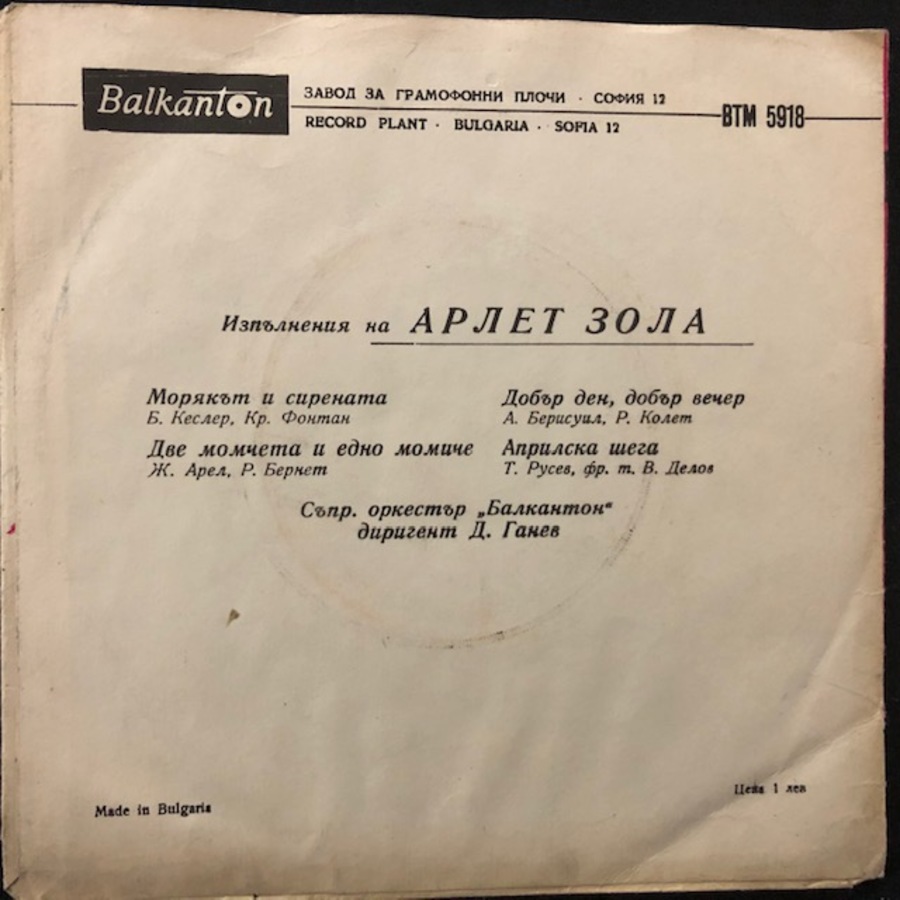 Balkanton
ЗАВОД ЗА ГРАМОФОННИ ПЛОЧИ · СОФИЯ 12
RECORD PLANT · BULGARIA · SOFIA 12
ВТМ 5918
Изпълнения на АРЛЕТ ЗОЛА
Морякът и сирената
Б. Кеслер, Кр. Фонтан
Две момчета и едно момиче
Ж. Арел, Р. Бернет
Добър ден, добър вечер
А. Берисуил, Р. Колет
Априлска шега
Т. Русев, фр. т. В. Делов
Съпр. оркестър „Балкантон“
диригент Д. Ганев
Made in Bulgaria
Цена 1 лев